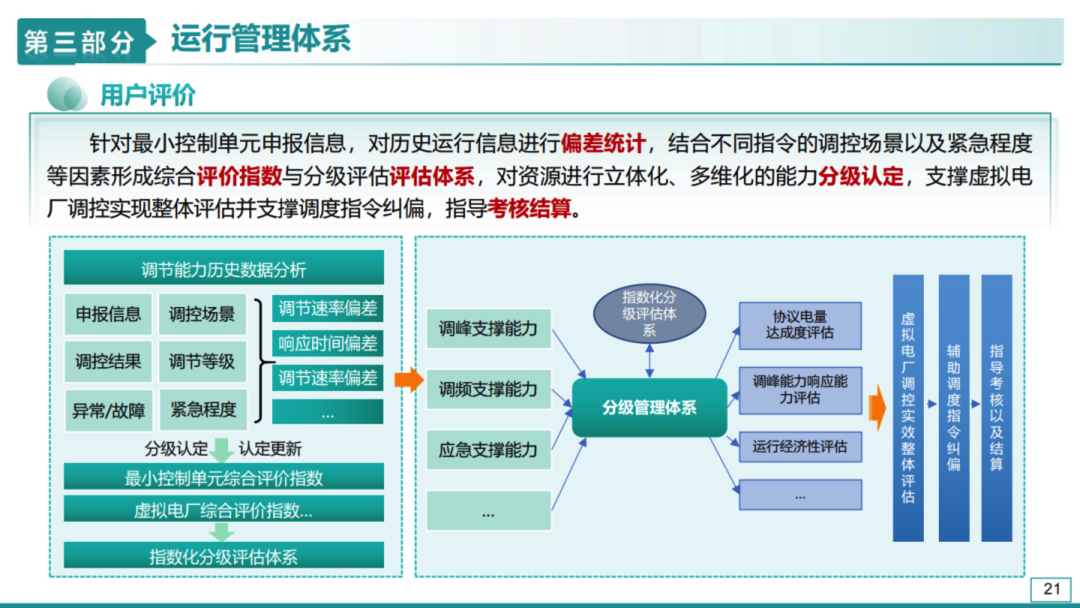 第三部分
运行管理体系
用户评价
针对最小控制单元申报信息，对历史运行信息进行偏差统计，结合不同指令的调控场景以及紧急程度
等因素形成综合评价指数与分级评估评估体系，对资源进行立体化、多维化的能力分级认定，支撑虚拟电
厂调控实现整体评估并支撑调度指令纠偏，指导考核结算。
调节能力历史数据分析
申报信息
调控场景
调控结果
调节等级
异常/故障
紧急程度
调节速率偏差
响应时间偏差
调节速率偏差
...
分级认定
认定更新
最小控制单元综合评价指数
虚拟电厂综合评价指数...
指数化分级评估体系
调峰支撑能力
调频支撑能力
应急支撑能力
...
指数化分
级评估体
系
分级管理体系
协议电量
达成度评估
调峰能力响应能
力评估
运行经济性评估
...
虚拟电厂调控实效整体评估
辅助调度指令纠偏
指导考核以及结算
21